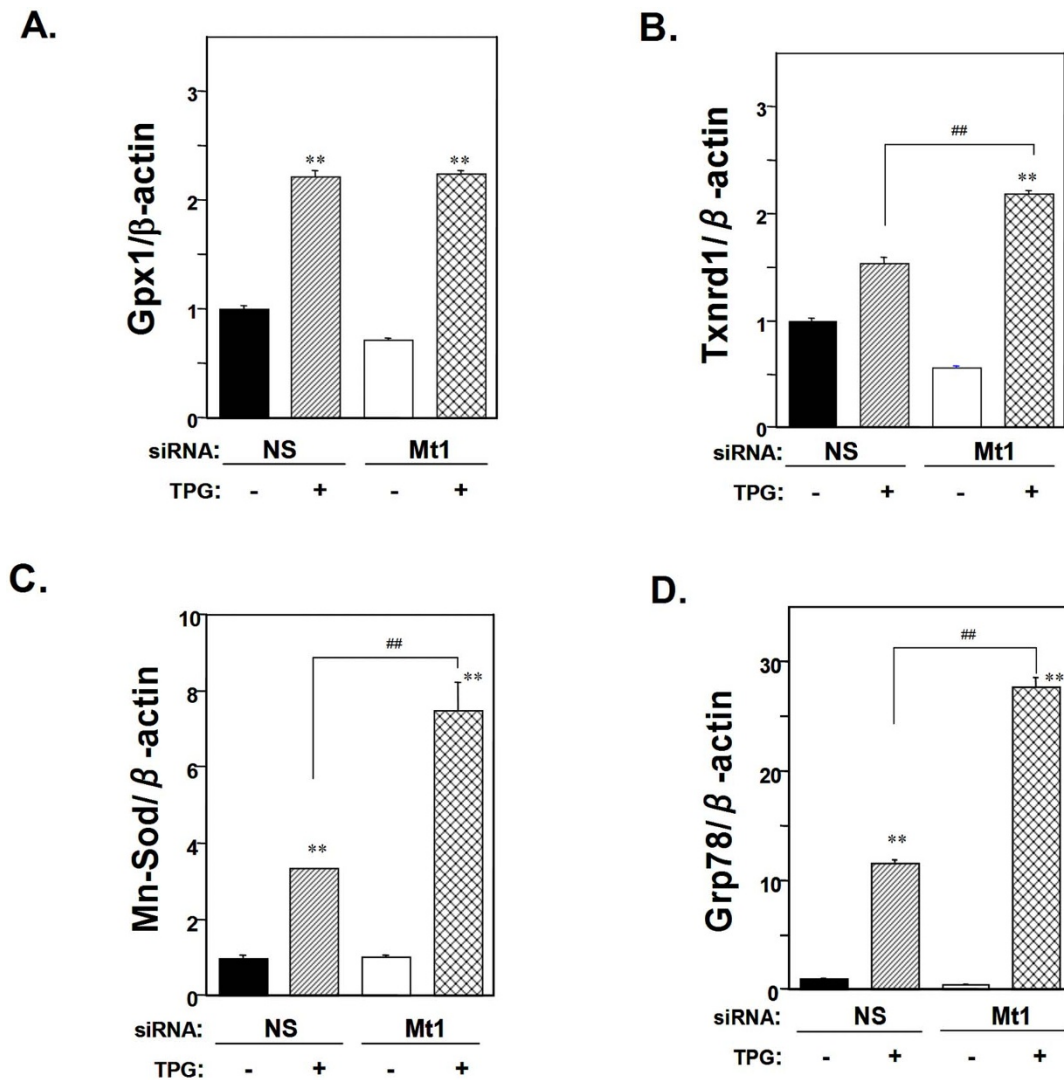 A.
Gpx1/β-actin
3
2
1
0
** **
siRNA: NS Mt1
TPG: - + - +
B.
Txnrd1/β-actin
3
2
1
0
##
**
siRNA: NS Mt1
TPG: - + - +
C.
Mn-Sod/β-actin
10
8
6
4
2
0
##
**
**
siRNA: NS Mt1
TPG: - + - +
D.
Grp78/β-actin
30
20
10
0
##
**
**
siRNA: NS Mt1
TPG: - + - +